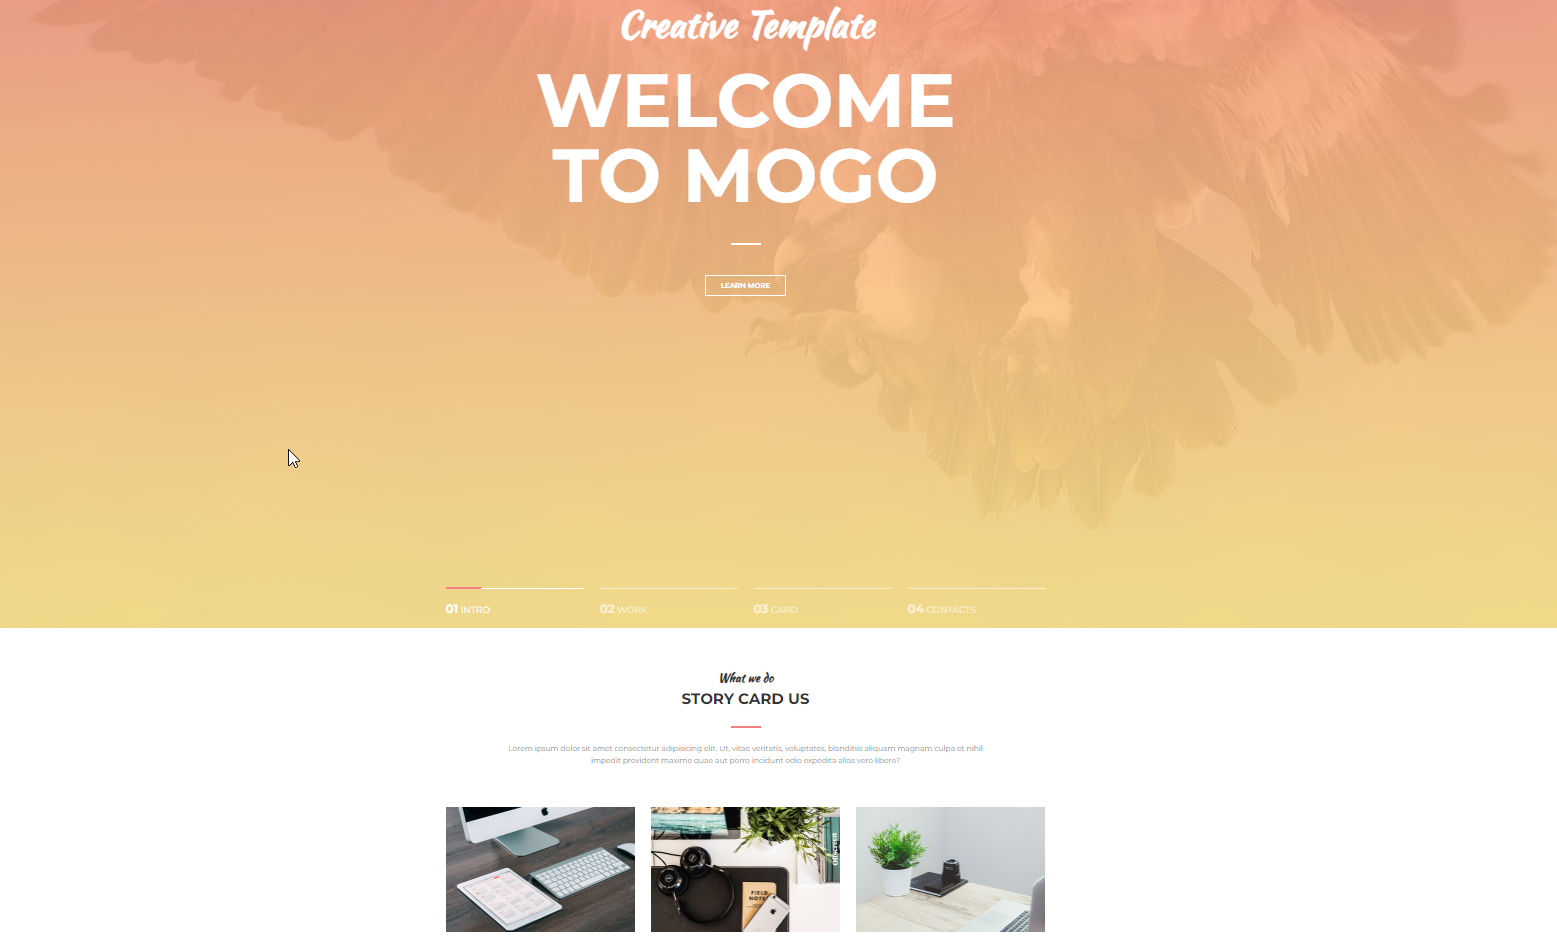 Creative Template
WELCOME
TO MOGO
LEARN MORE
01 INTRO
02 WORK
03 CARD
04 CONTACTS
What we do
STORY CARD US
Lorem ipsum dolor sit amet consectetur adipisicing elit. Ut, vitae veritatis, voluptates, blanditiis aliquam magnam culpa et nihil
impedit provident maxime quae aut porro incidunt odio expedita alias vero libero?
Offscreen
FIELD
NOTES